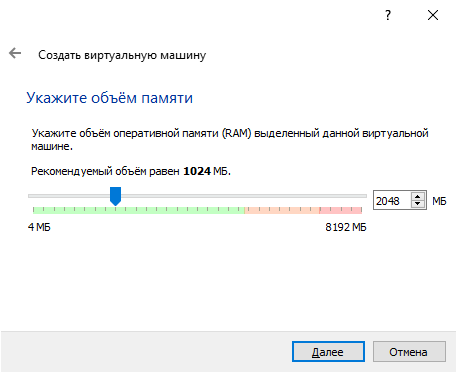 ?
Создать виртуальную машину
Укажите объём памяти
Укажите объём оперативной памяти (RAM) выделенный данной виртуальной
машине.
Рекомендуемый объём равен 1024 МБ.
2048 МБ
4 МБ 8192 МБ
Далее Отмена